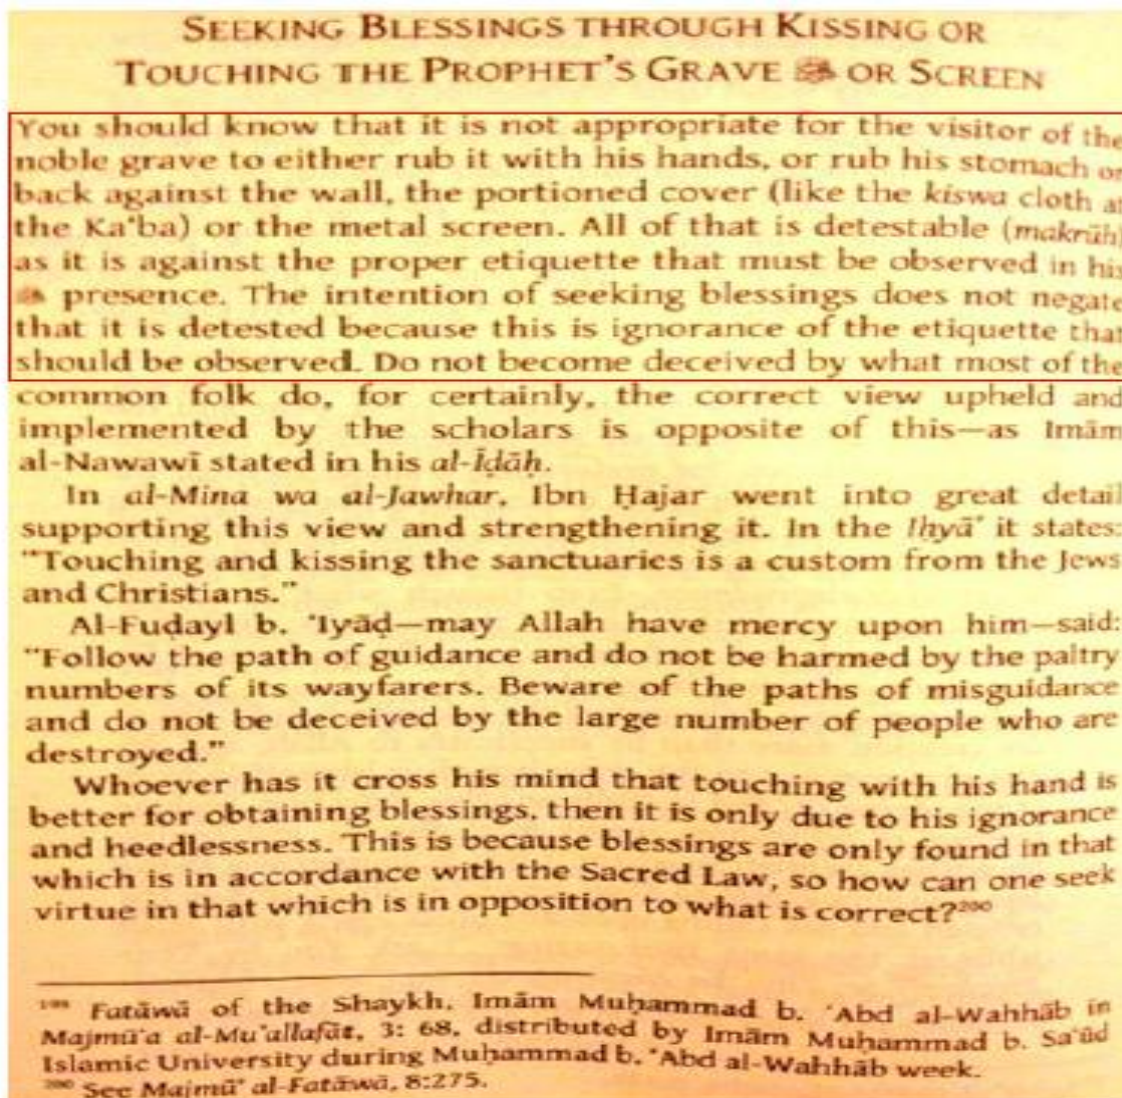 SEEKING BLESSINGS THROUGH KISSING OR
TOUCHING THE PROPHET'S GRAVE ﷺ OR SCREEN
You should know that it is not appropriate for the visitor of the
noble grave to either rub it with his hands, or rub his stomach or
back against the wall, the portioned cover (like the kiswa cloth at
the Ka'ba) or the metal screen. All of that is detestable (makrūh)
as it is against the proper etiquette that must be observed in his
ﷺ presence. The intention of seeking blessings does not negate
that it is detested because this is ignorance of the etiquette that
should be observed. Do not become deceived by what most of the
common folk do, for certainly, the correct view upheld and
implemented by the scholars is opposite of this—as Imām
al-Nawawī stated in his al-Īḍāḥ.
In al-Mina wa al-Jawhar, Ibn Ḥajar went into great detail
supporting this view and strengthening it. In the Iḥyā' it states:
"Touching and kissing the sanctuaries is a custom from the Jews
and Christians."
Al-Fuḍayl b. 'Iyāḍ—may Allah have mercy upon him—said:
"Follow the path of guidance and do not be harmed by the paltry
numbers of its wayfarers. Beware of the paths of misguidance
and do not be deceived by the large number of people who are
destroyed."
Whoever has it cross his mind that touching with his hand is
better for obtaining blessings, then it is only due to his ignorance
and heedlessness. This is because blessings are only found in that
which is in accordance with the Sacred Law, so how can one seek
virtue in that which is in opposition to what is correct?²⁰⁰
¹⁹⁹ Fatāwā of the Shaykh, Imām Muḥammad b. 'Abd al-Wahhāb in
Majmū'a al-Mu'allafāt, 3: 68, distributed by Imām Muḥammad b. Sa'ūd
Islamic University during Muḥammad b. 'Abd al-Wahhāb week.
²⁰⁰ See Majmū' al-Fatāwā, 8:275.